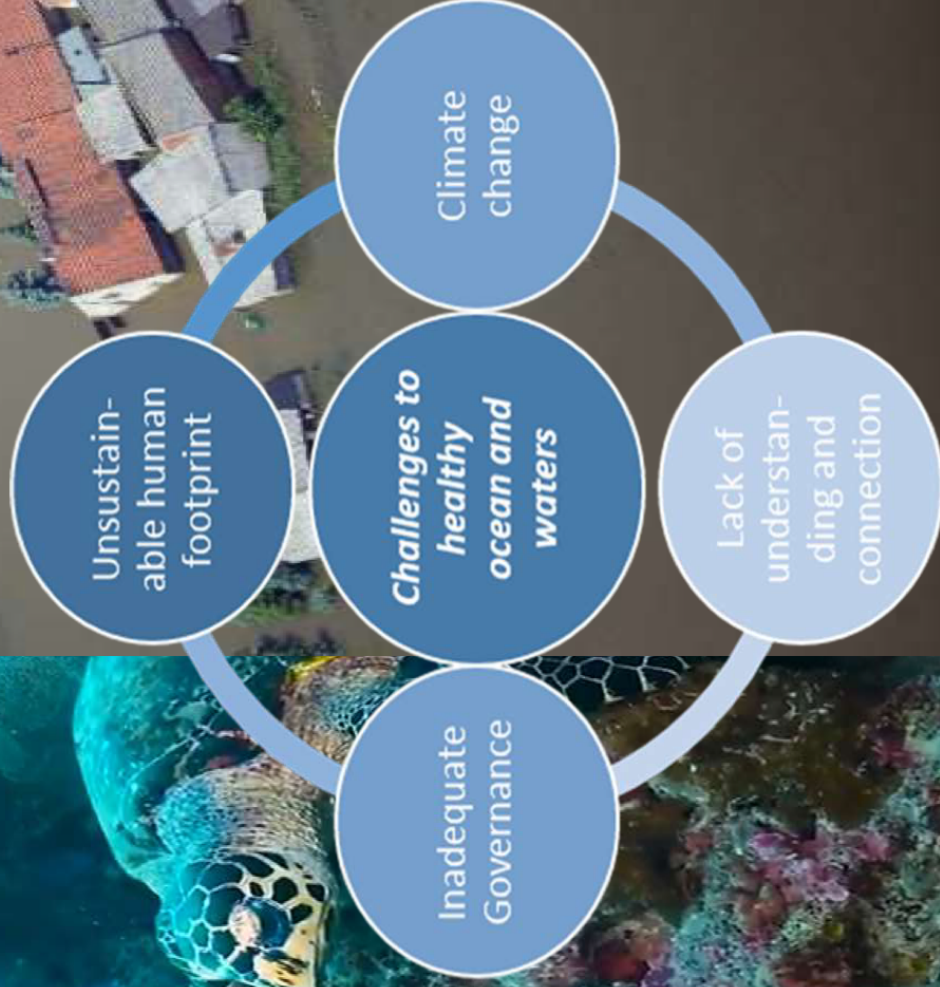 Unsustain-
able human
footprint
Inadequate
Governance
Challenges to
healthy
ocean and
waters
Climate
change
Lack of
understan-
ding and
connection